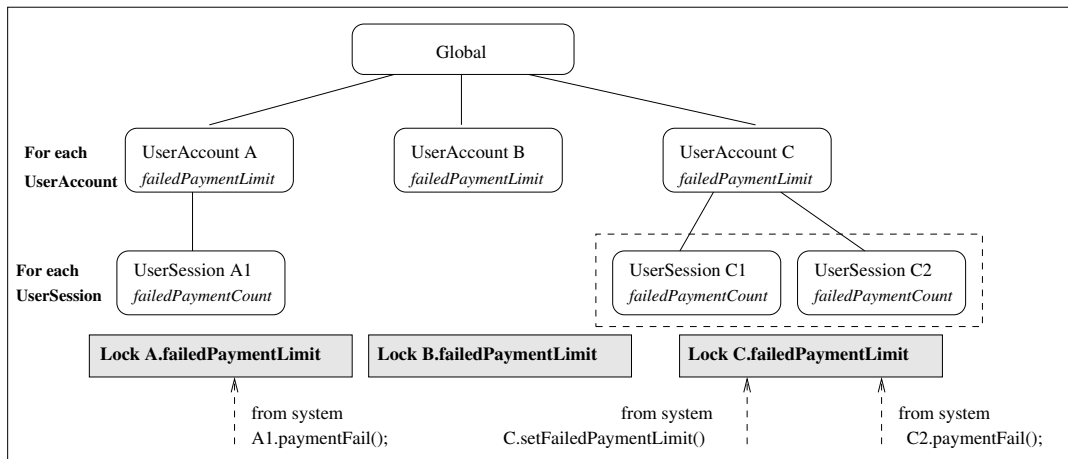 Global
For each
UserAccount
UserAccount A
failedPaymentLimit
UserAccount B
failedPaymentLimit
UserAccount C
failedPaymentLimit
For each
UserSession
UserSession A1
failedPaymentCount
UserSession C1
failedPaymentCount
UserSession C2
failedPaymentCount
Lock A.failedPaymentLimit
Lock B.failedPaymentLimit
Lock C.failedPaymentLimit
from system
A1.paymentFail();
from system
C.setFailedPaymentLimit()
from system
C2.paymentFail();